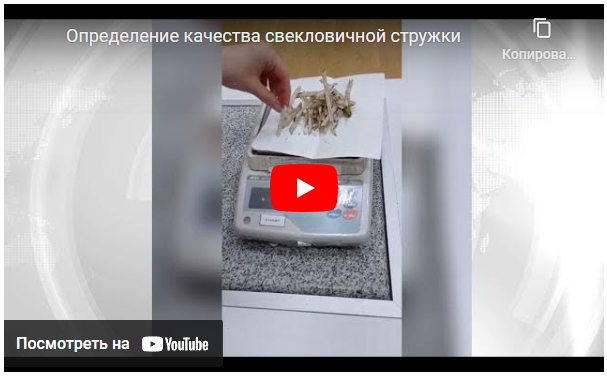 Определение качества свекловичной стружки
Копирова...
Посмотреть на YouTube